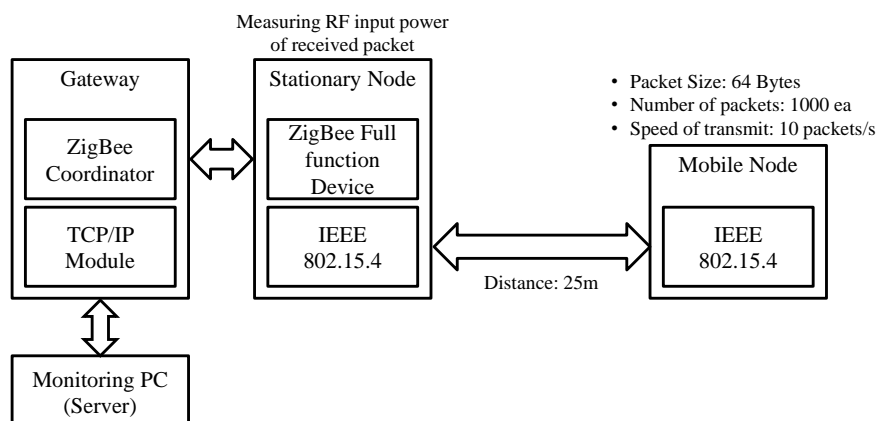 Measuring RF input power
of received packet
Gateway
ZigBee
Coordinator
TCP/IP
Module
Stationary Node
ZigBee Full
function
Device
IEEE
802.15.4
• Packet Size: 64 Bytes
• Number of packets: 1000 ea
• Speed of transmit: 10 packets/s
Mobile Node
IEEE
802.15.4
Distance: 25m
Monitoring PC
(Server)